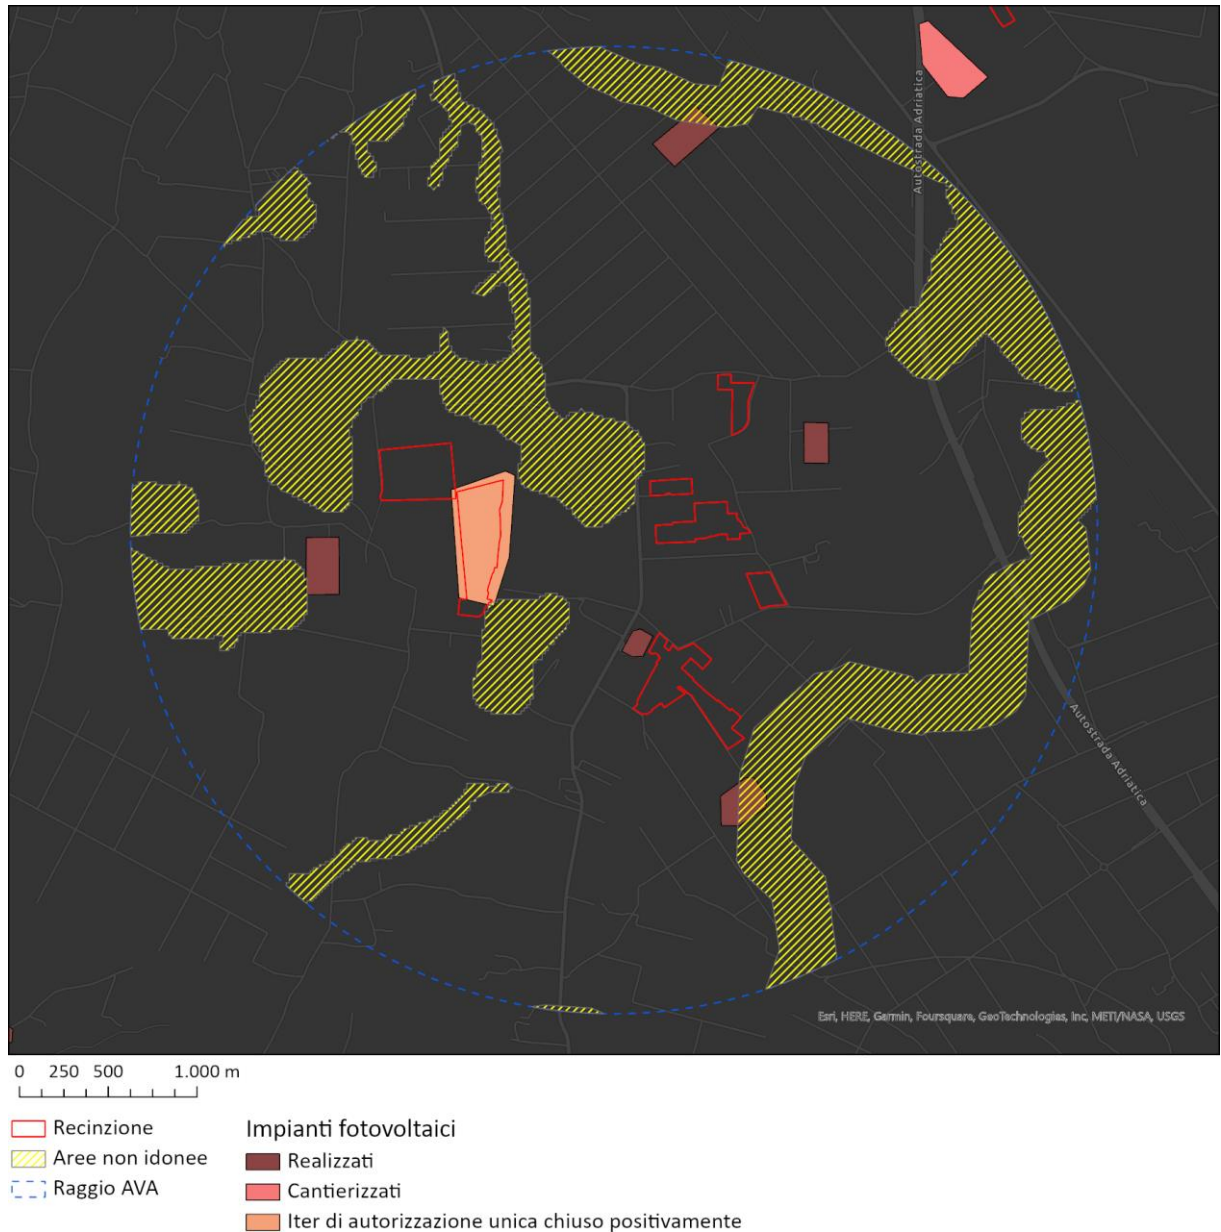 Autostrada Adriatica
Autostrada Adriatica
Esri, HERE, Garmin, Foursquare, GeoTechnologies, Inc, METI/NASA, USGS
0 250 500 1.000 m
Recinzione
Aree non idonee
Raggio AVA
Impianti fotovoltaici
Realizzati
Cantierizzati
Iter di autorizzazione unica chiuso positivamente